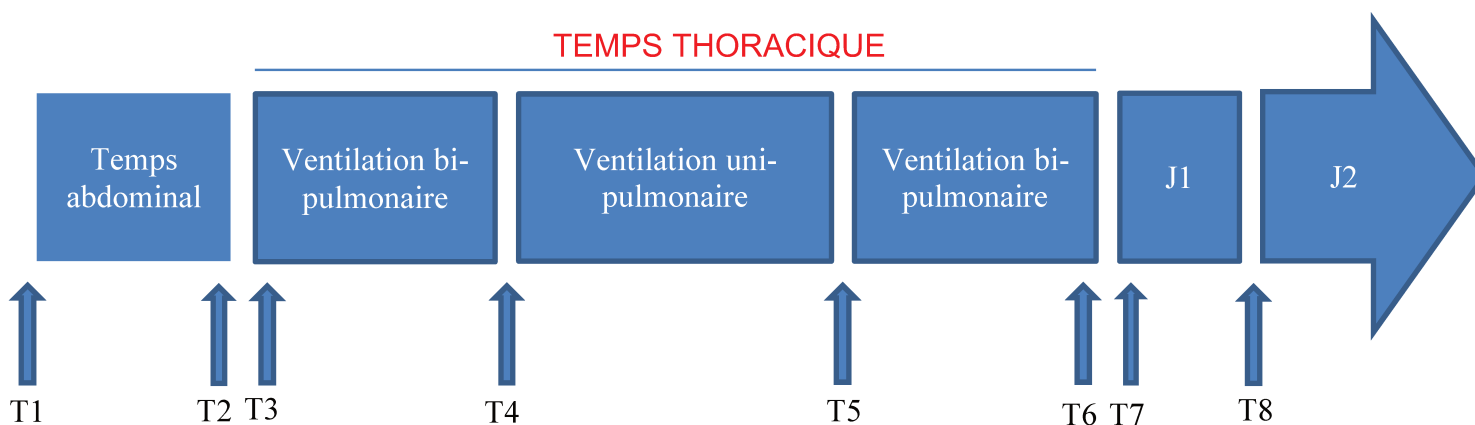 TEMPS THORACIQUE
Temps
abdominal
Ventilation bi-
pulmonaire
Ventilation uni-
pulmonaire
Ventilation bi-
pulmonaire
J1
J2
T1
T2
T3
T4
T5
T6
T7
T8